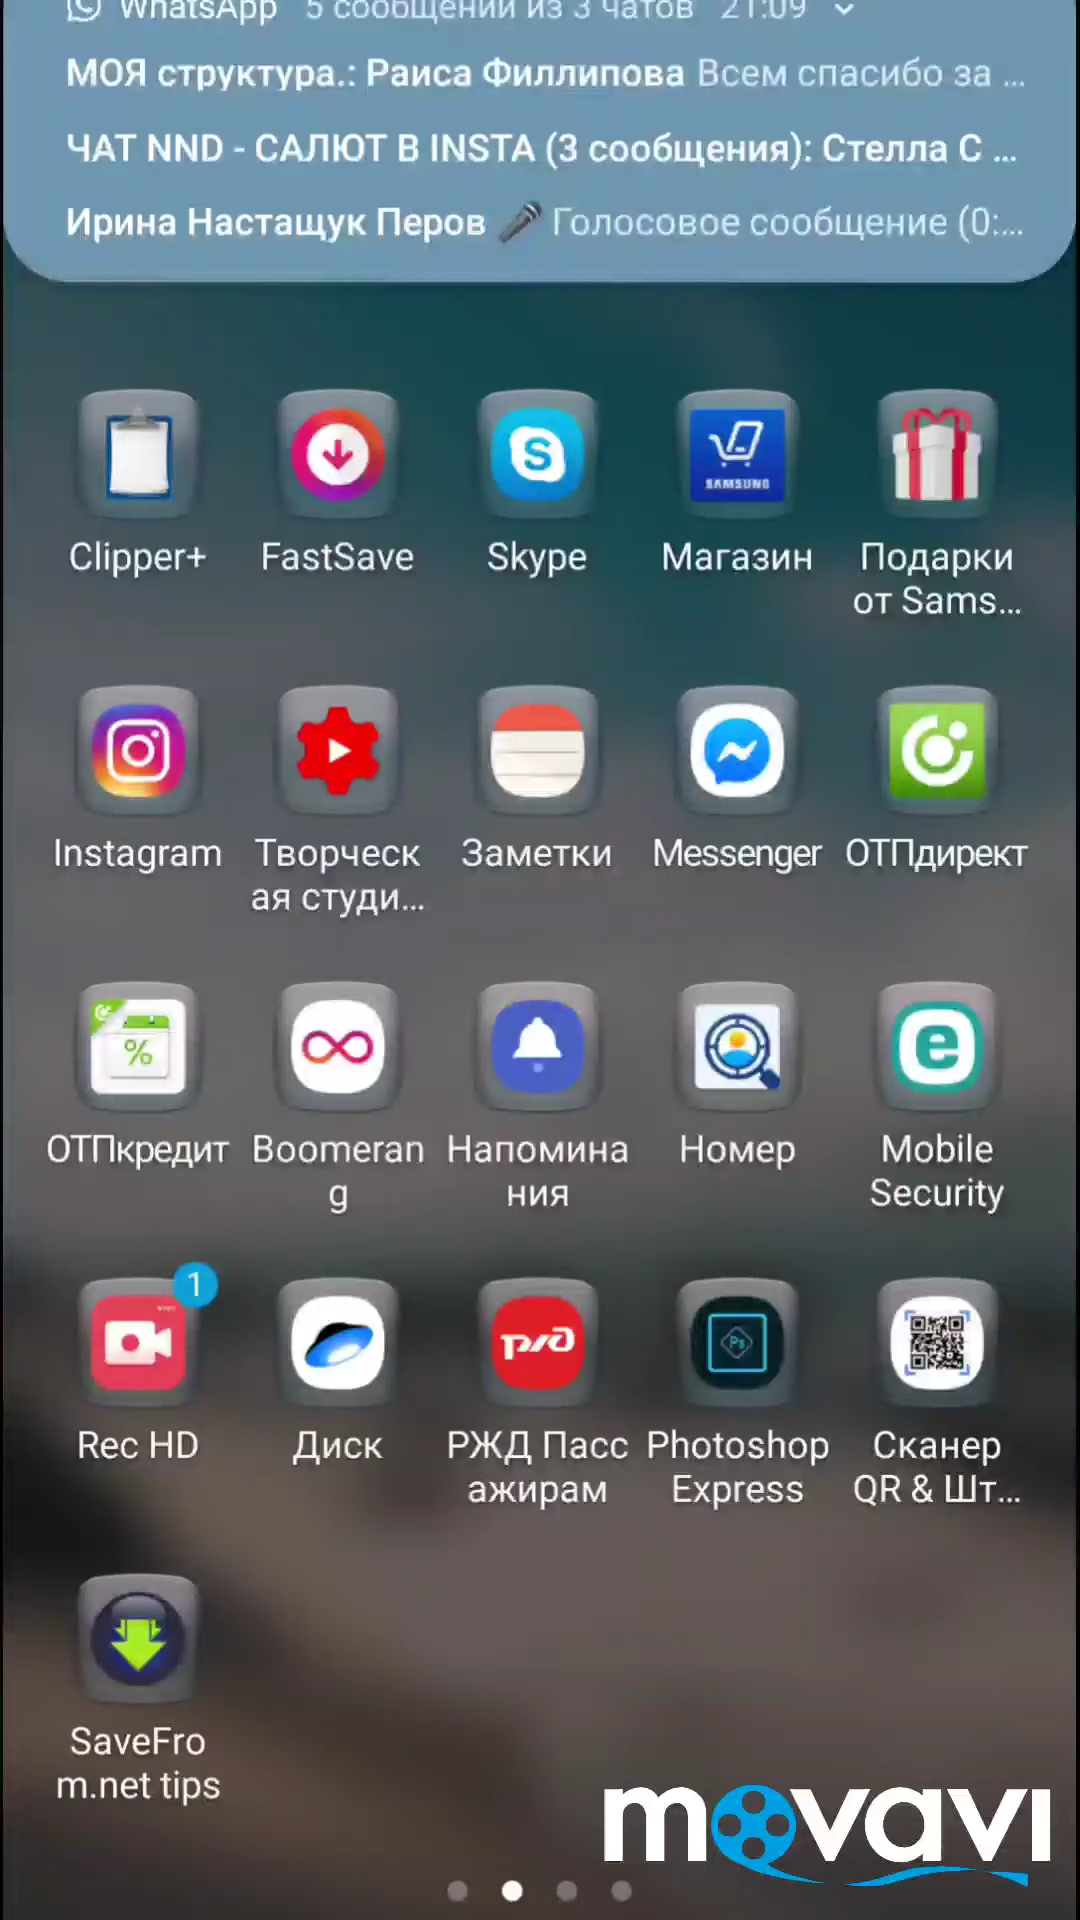 WhatsApp 5 сообщений из 3 чатов 21:09
МОЯ структура.: Раиса Филлипова Всем спасибо за ...
ЧАТ NND - САЛЮТ В INSTA (3 сообщения): Стелла С ...
Ирина Настащук Перов 🎤 Голосовое сообщение (0:...
SAMSUNG
Clipper+ FastSave Skype Магазин Подарки
от Sams...
Instagram Творческ Заметки Messenger ОТПдирект
ая студи...
%
ОТПкредит Boomeran Напомина Номер Mobile
g ния Security
1
Ps
Rec HD Диск РЖД Пасс Photoshop Сканер
ажирам Express QR & Шт...
SaveFro
m.net tips
movavi